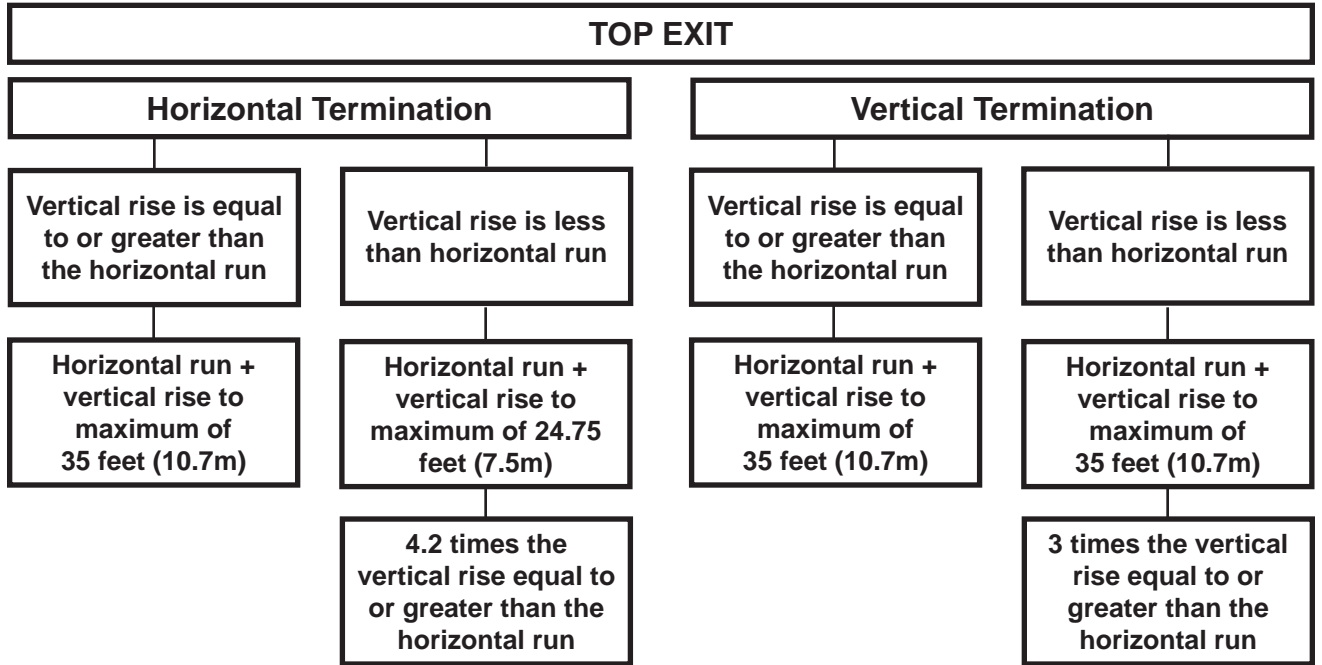 TOP EXIT
Horizontal Termination
Vertical Termination
Vertical rise is equal
to or greater than
the horizontal run
Vertical rise is less
than horizontal run
Vertical rise is equal
to or greater than
the horizontal run
Vertical rise is less
than horizontal run
Horizontal run +
vertical rise to
maximum of
35 feet (10.7m)
Horizontal run +
vertical rise to
maximum of 24.75
feet (7.5m)
Horizontal run +
vertical rise to
maximum of
35 feet (10.7m)
Horizontal run +
vertical rise to
maximum of
35 feet (10.7m)
4.2 times the
vertical rise equal to
or greater than the
horizontal run
3 times the vertical
rise equal to or
greater than the
horizontal run